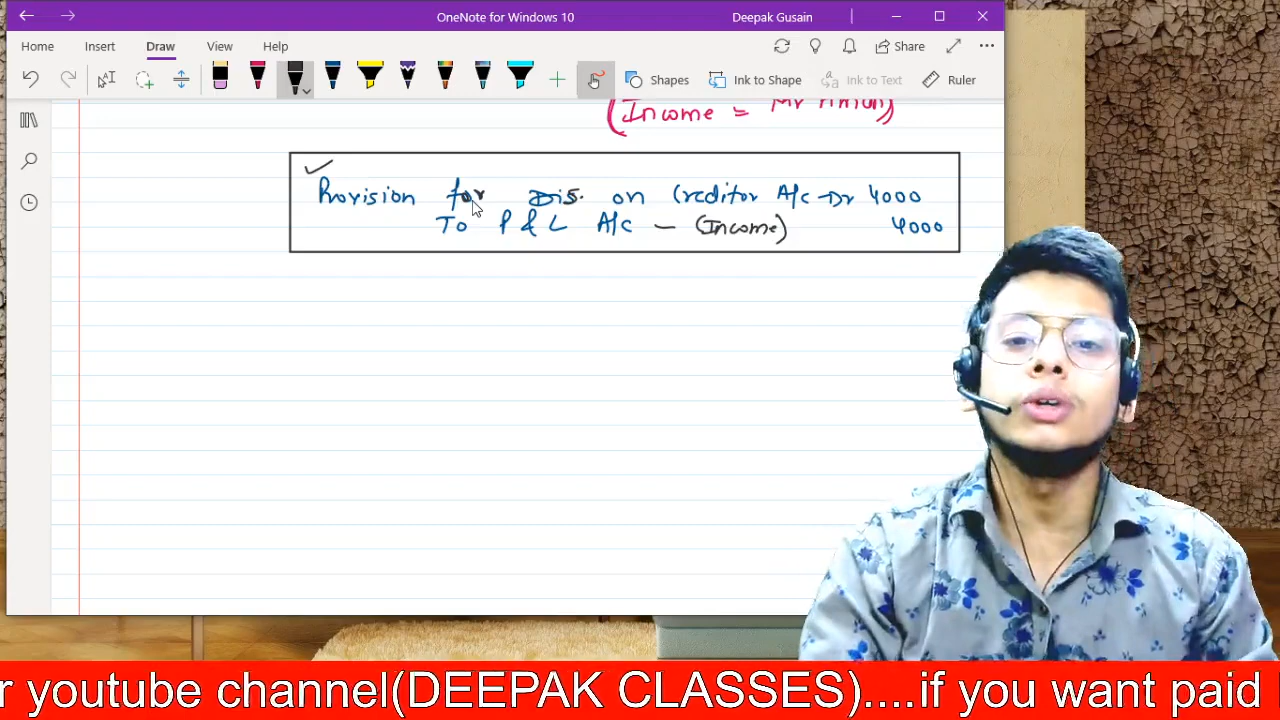 OneNote for Windows 10
Deepak Gusain
Home Insert Draw View Help
Share
Shapes Ink to Shape Ink to Text Ruler
(Income =
Provision for Dis. on Creditor A/c Dr 4000
To P & L A/c — (Income) 4000
r youtube channel(DEEPAK CLASSES)....if you want paid